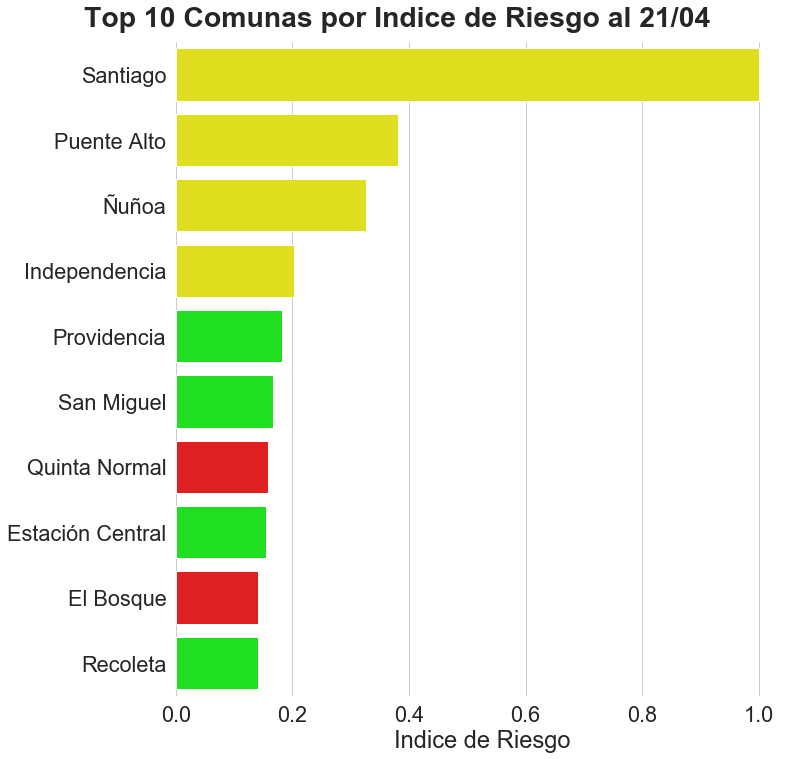 Top 10 Comunas por Indice de Riesgo al 21/04
Santiago
Puente Alto
Ñuñoa
Independencia
Providencia
San Miguel
Quinta Normal
Estación Central
El Bosque
Recoleta
0.0 0.2 0.4 0.6 0.8 1.0
Indice de Riesgo